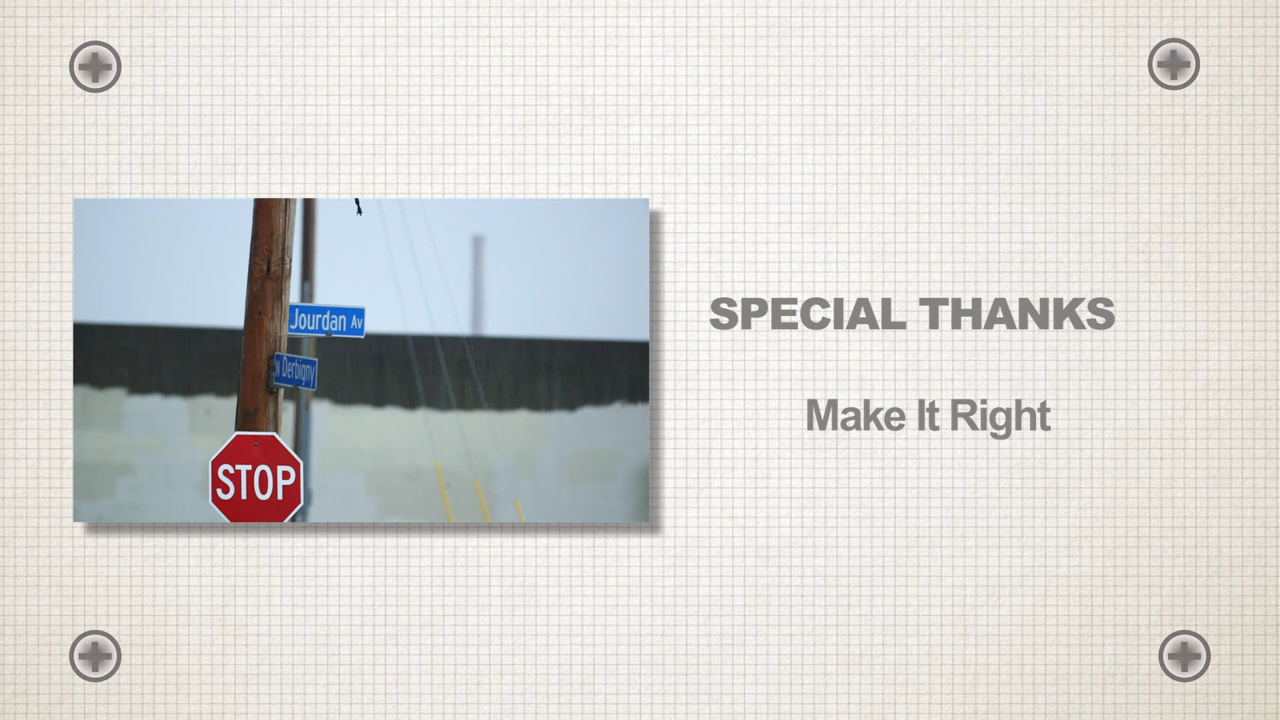 Jourdan Av
N Derbigny
STOP
SPECIAL THANKS
Make It Right